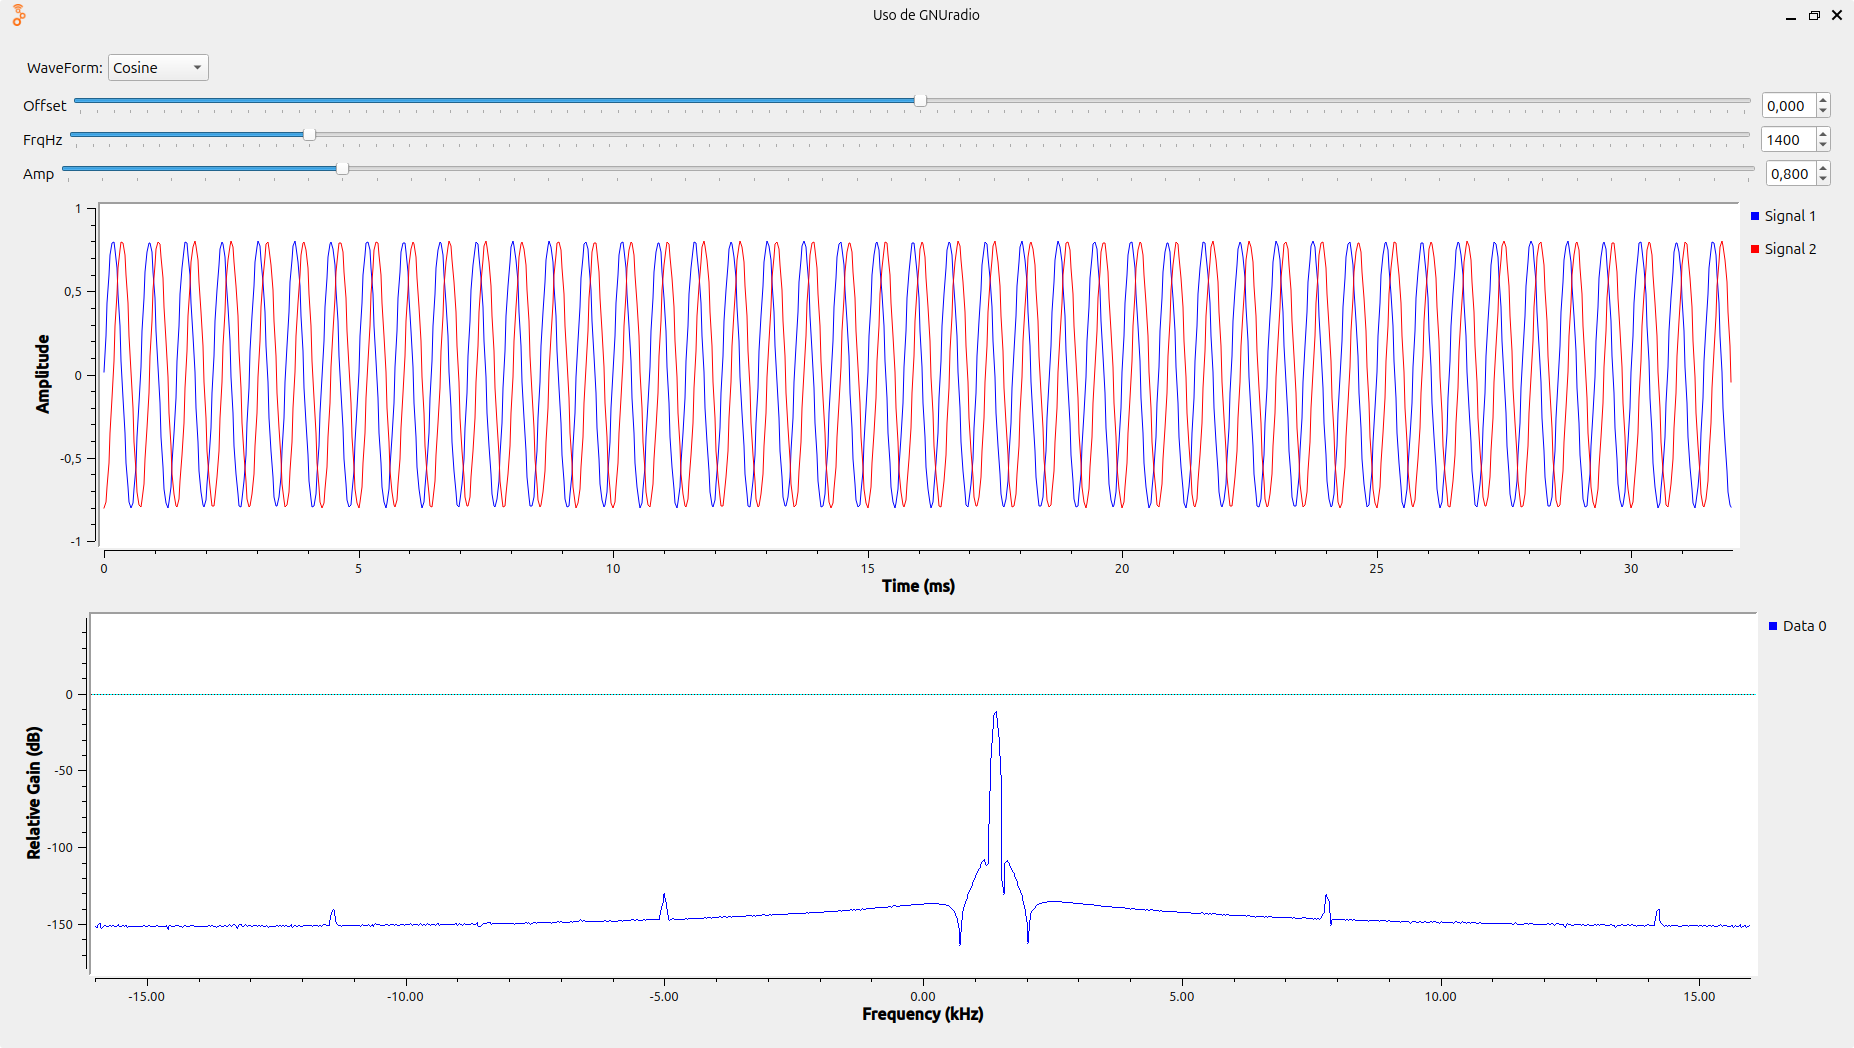 Uso de GNUradio
WaveForm: Cosine
Offset 0,000
FrqHz 1400
Amp 0,800
Signal 1
Signal 2
Amplitude
1
0,5
0
-0,5
-1
0 5 10 15 20 25 30
Time (ms)
Data 0
Relative Gain (dB)
0
-50
-100
-150
-15.00 -10.00 -5.00 0.00 5.00 10.00 15.00
Frequency (kHz)